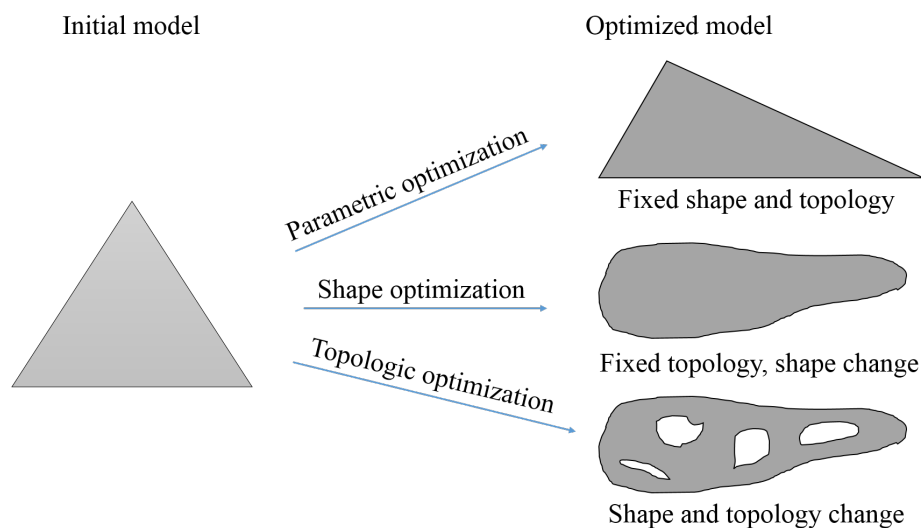 Initial model
Optimized model
Parametric optimization
Fixed shape and topology
Shape optimization
Fixed topology, shape change
Topologic optimization
Shape and topology change